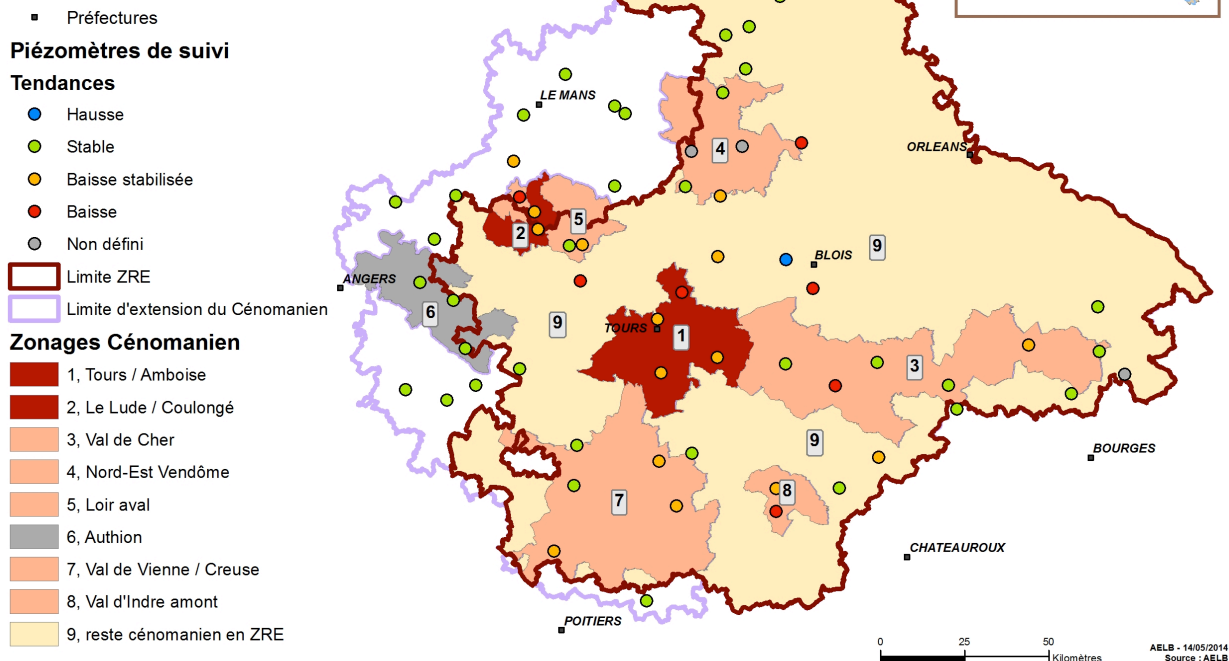 Préfectures
Piézomètres de suivi
Tendances
Hausse
Stable
Baisse stabilisée
Baisse
Non défini
Limite ZRE
Limite d'extension du Cénomanien
Zonages Cénomanien
1, Tours / Amboise
2, Le Lude / Coulongé
3, Val de Cher
4, Nord-Est Vendôme
5, Loir aval
6, Authion
7, Val de Vienne / Creuse
8, Val d'Indre amont
9, reste cénomanien en ZRE
LE MANS
4
ORLEANS
5
2
9
BLOIS
ANGERS
6
9
TOURS
1
3
9
BOURGES
7
8
CHATEAUROUX
POITIERS
0 25 50
Kilomètres
AELB - 14/05/2014
Source : AELB